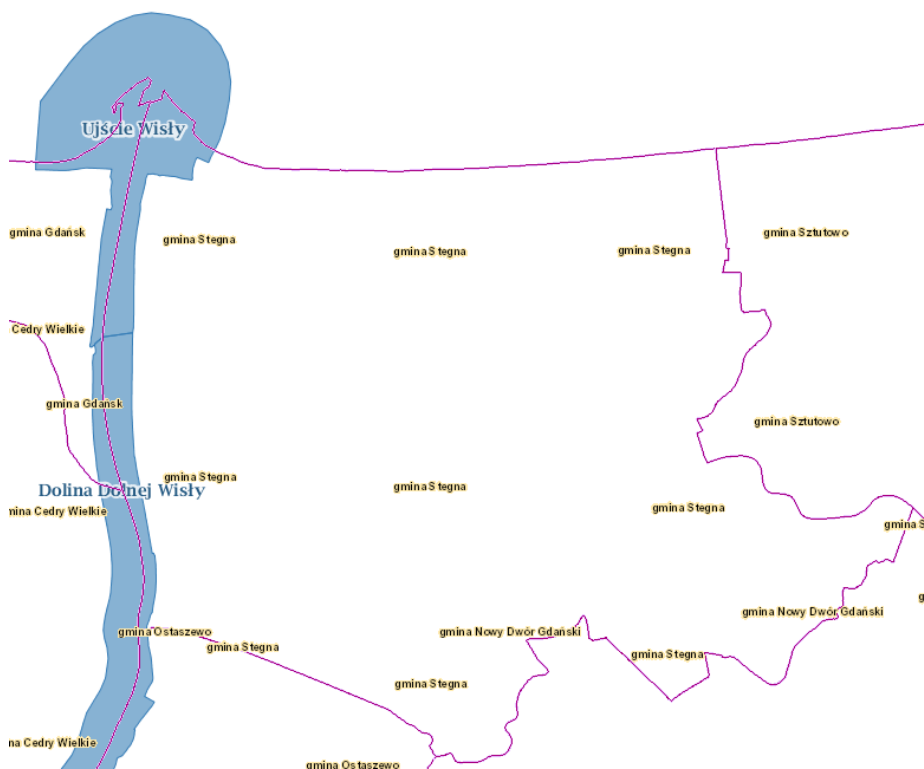 Ujście Wisły
gmina Gdańsk
gmina Stegna
gmina Stegna
gmina Stegna
gmina Sztutowo
Cedry Wielkie
gmina Gdańsk
gmina Sztutowo
gmina Stegna
Dolina Dolnej Wisły
gmina Stegna
mina Cedry Wielkie
gmina Stegna
gmina S
gmina Ostaszewo
gmina Stegna
gmina Nowy Dwór Gdański
gmina Nowy Dwór Gdański
g
gmina Stegna
gmina Stegna
na Cedry Wielkie
gmina Ostaszewo